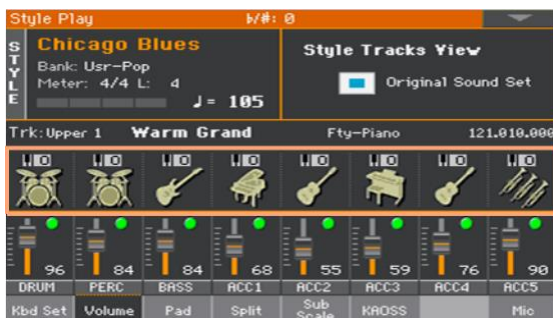 Style Play ♭/#: 0
STYLE
Chicago Blues
Bank: Usr-Pop
Meter: 4/4 L: 4
♩= 105
Style Tracks View
Original Sound Set
Trk:Upper 1 Warm Grand Fty-Piano 121.010.000
96 84 84 68 55 59 76 90
DRUM PERC BASS ACC1 ACC2 ACC3 ACC4 ACC5
Kbd Set Volume Pad Split Sub Scale KAOSS Mic